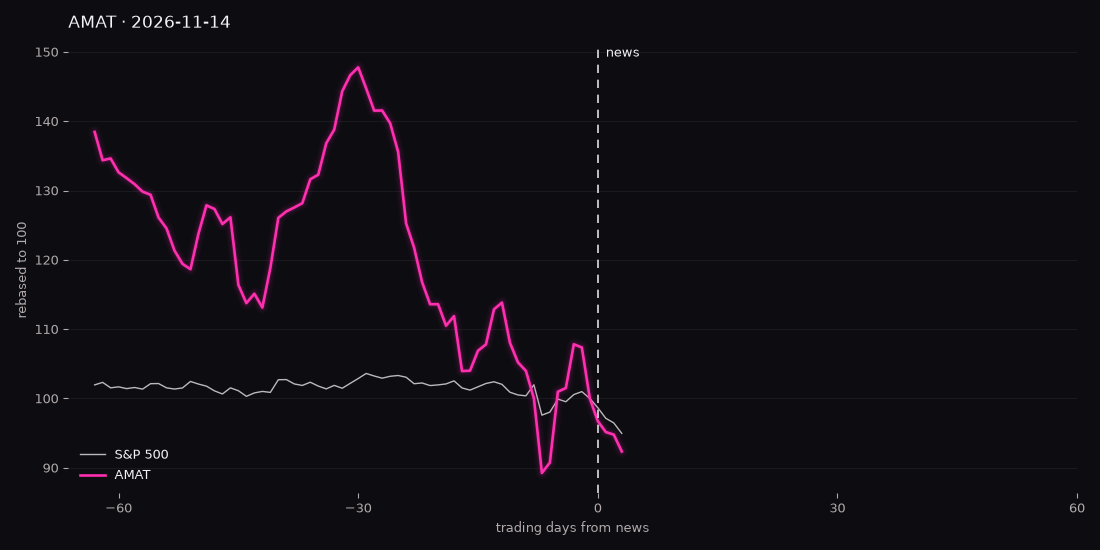 AMAT · 2026-11-14
news
150
140
130
120
110
100
90
rebased to 100
S&P 500
AMAT
−60
−30
0
30
60
trading days from news